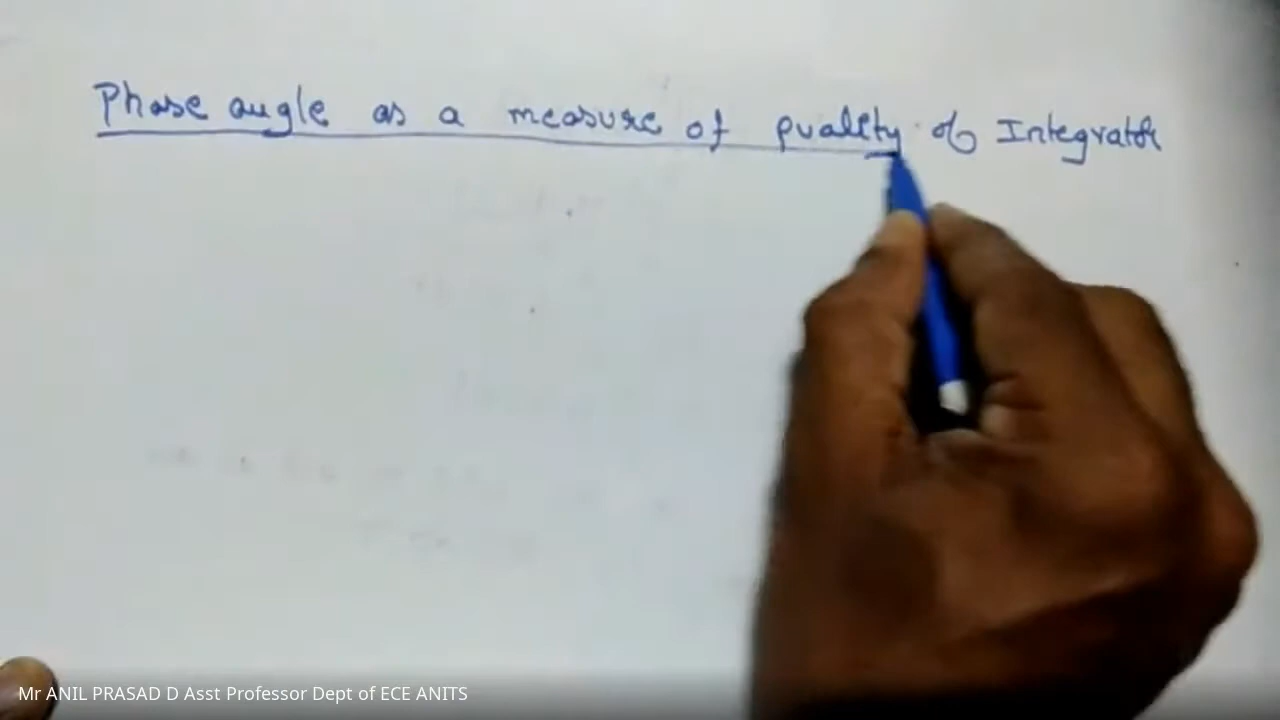 Phase angle as a measure of quality of Integrator
Mr ANIL PRASAD D Asst Professor Dept of ECE ANITS